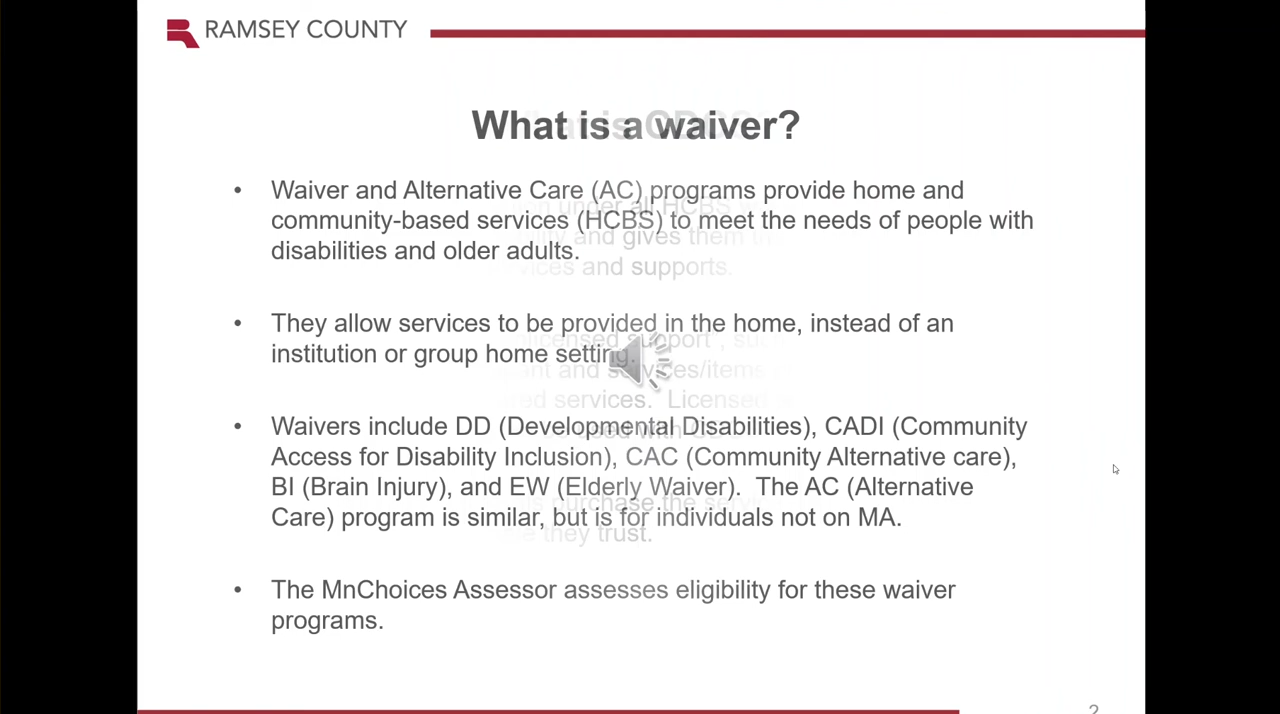 RAMSEY COUNTY
What is a waiver?
• Waiver and Alternative Care (AC) programs provide home and
community-based services (HCBS) to meet the needs of people with
disabilities and older adults.
• They allow services to be provided in the home, instead of an
institution or group home setting.
• Waivers include DD (Developmental Disabilities), CADI (Community
Access for Disability Inclusion), CAC (Community Alternative care),
BI (Brain Injury), and EW (Elderly Waiver).  The AC (Alternative
Care) program is similar, but is for individuals not on MA.
• The MnChoices Assessor assesses eligibility for these waiver
programs.
2